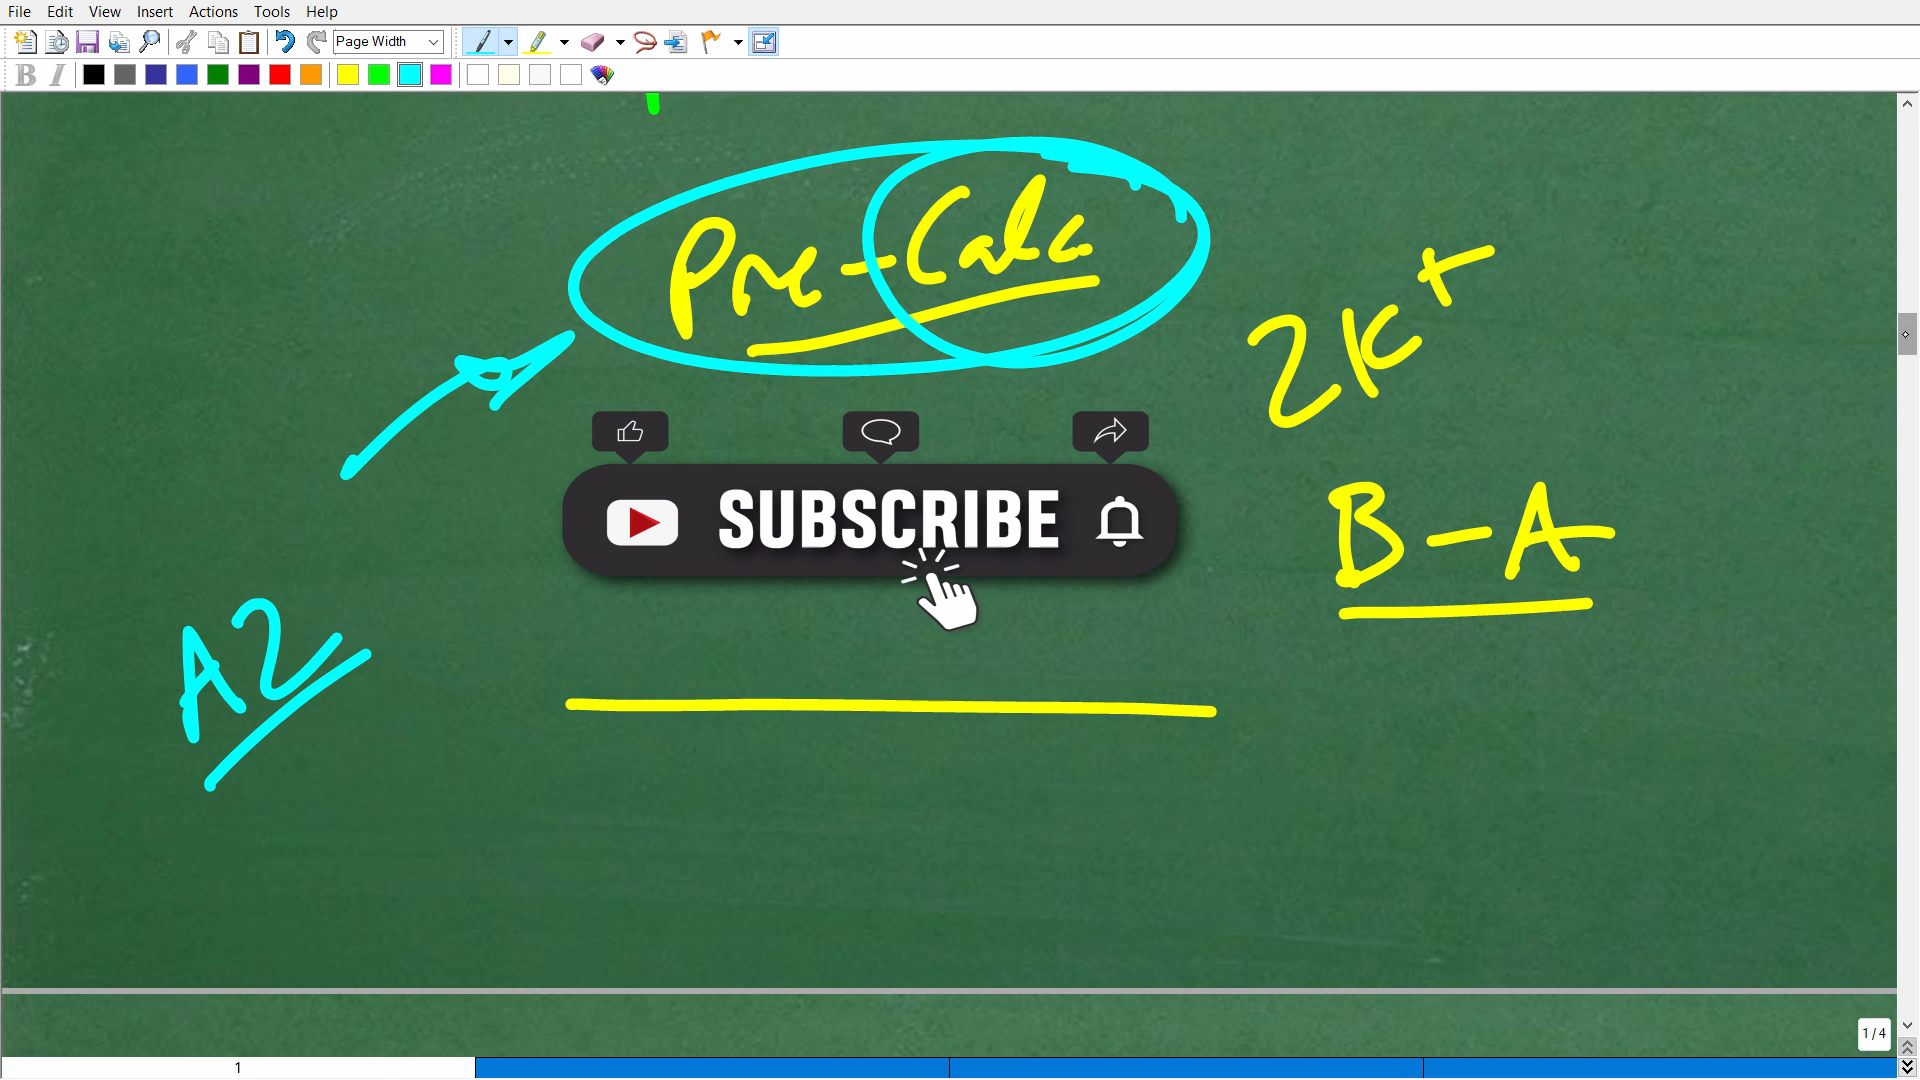 File Edit View Insert Actions Tools Help
Page Width
B I
Pre-Calc
2K+
SUBSCRIBE
B-A
A2
1 / 4
1